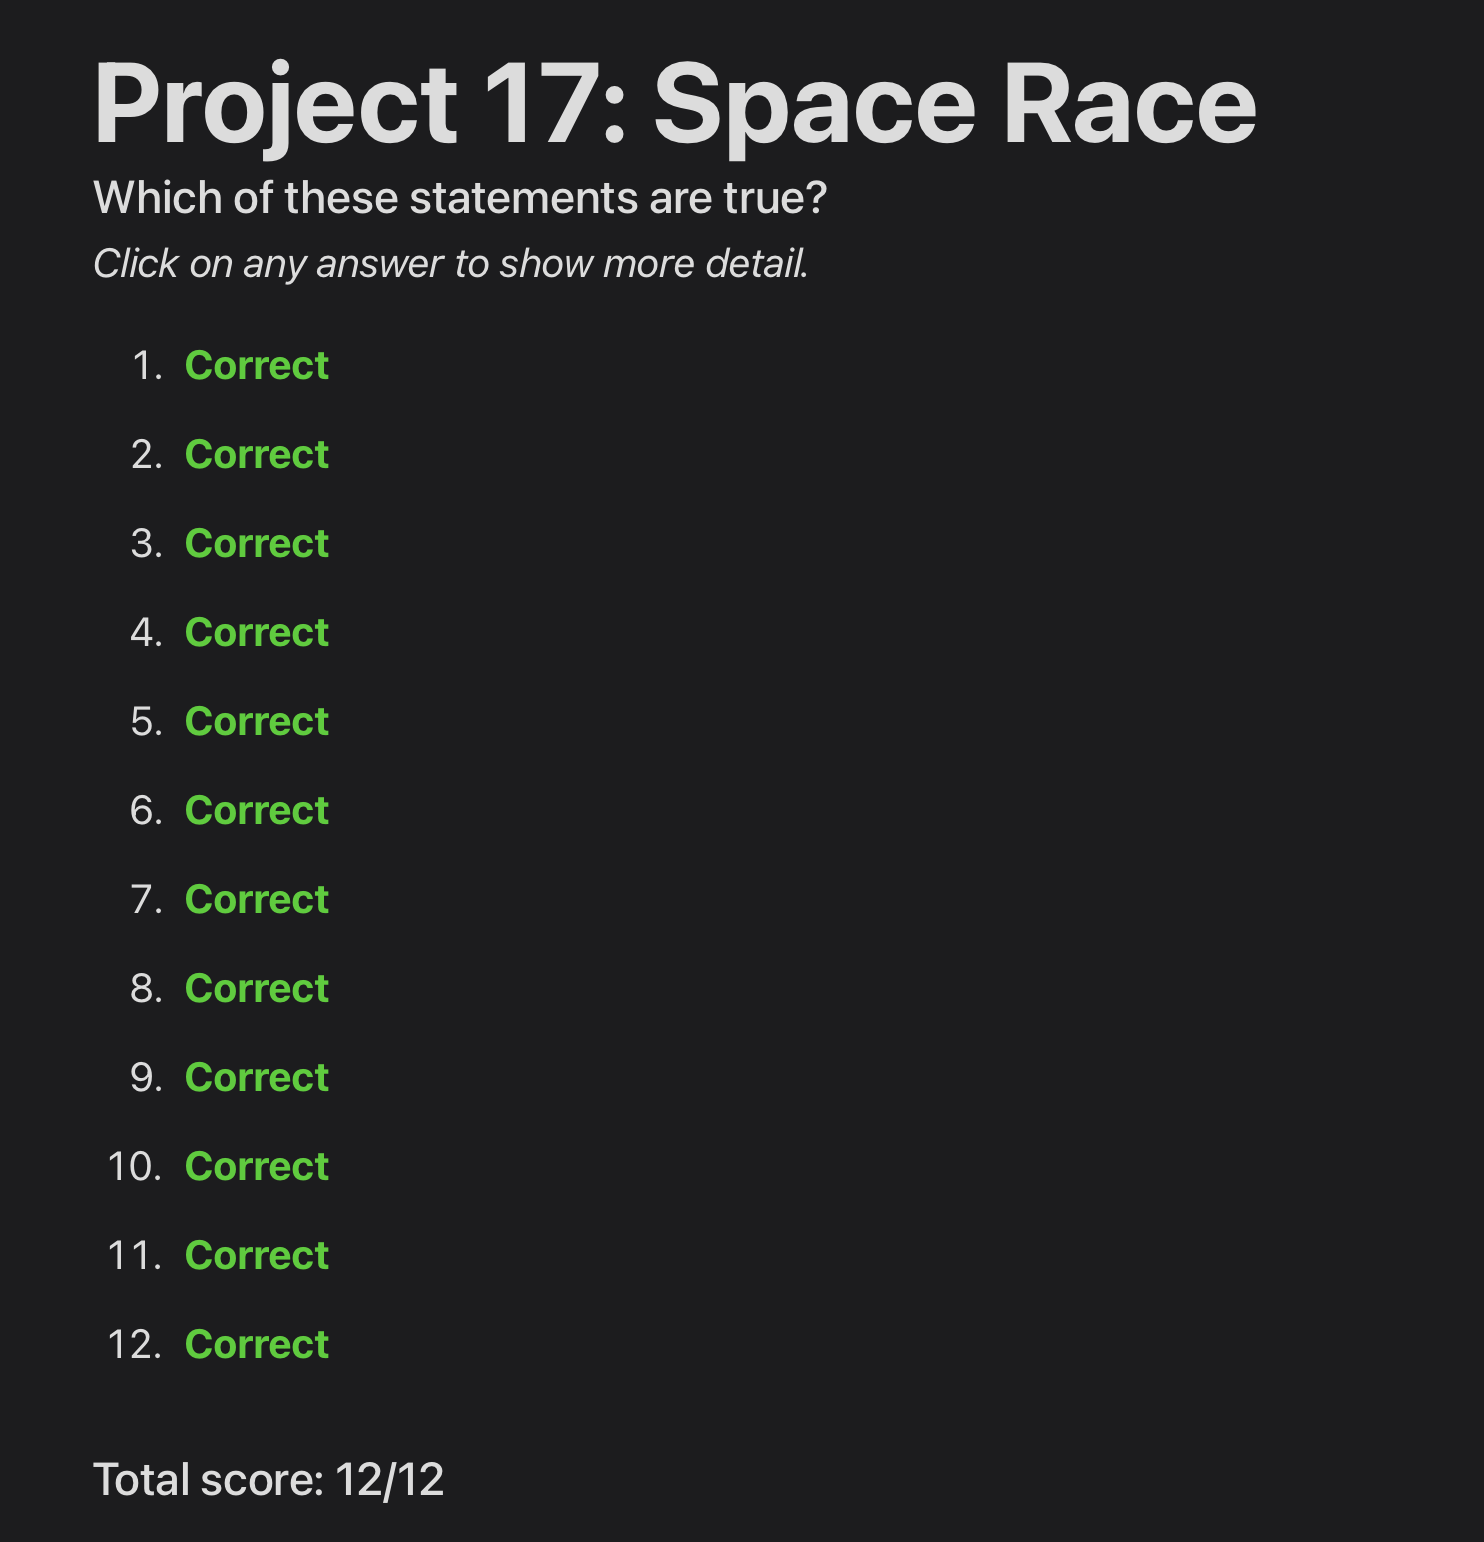 Project 17: Space Race
Which of these statements are true?
Click on any answer to show more detail.
1. Correct
2. Correct
3. Correct
4. Correct
5. Correct
6. Correct
7. Correct
8. Correct
9. Correct
10. Correct
11. Correct
12. Correct
Total score: 12/12